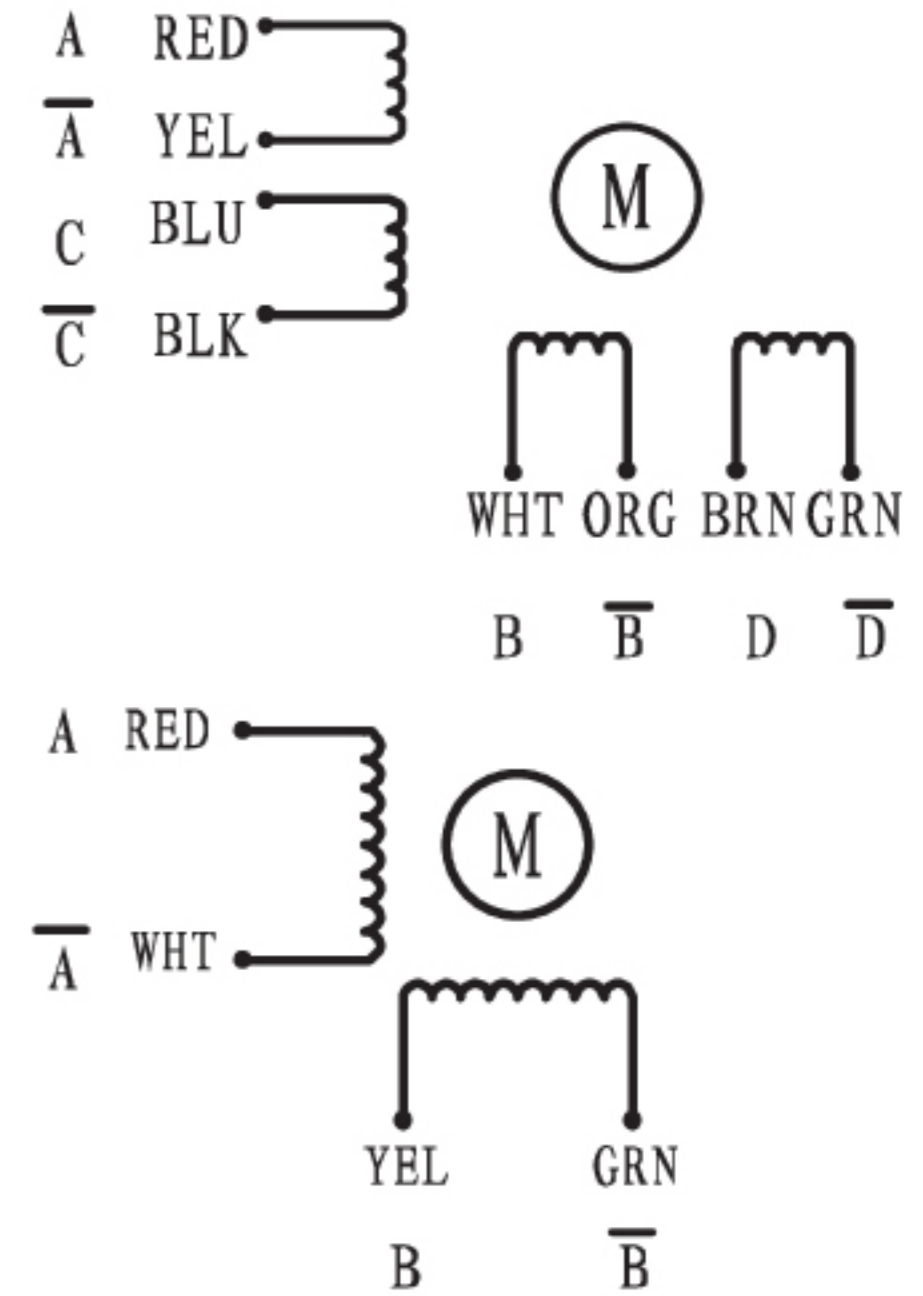 A RED
A̅ YEL
C BLU
C̅ BLK
M
WHT ORG BRN GRN
B B̅ D D̅
A RED
A̅ WHT
M
YEL GRN
B B̅